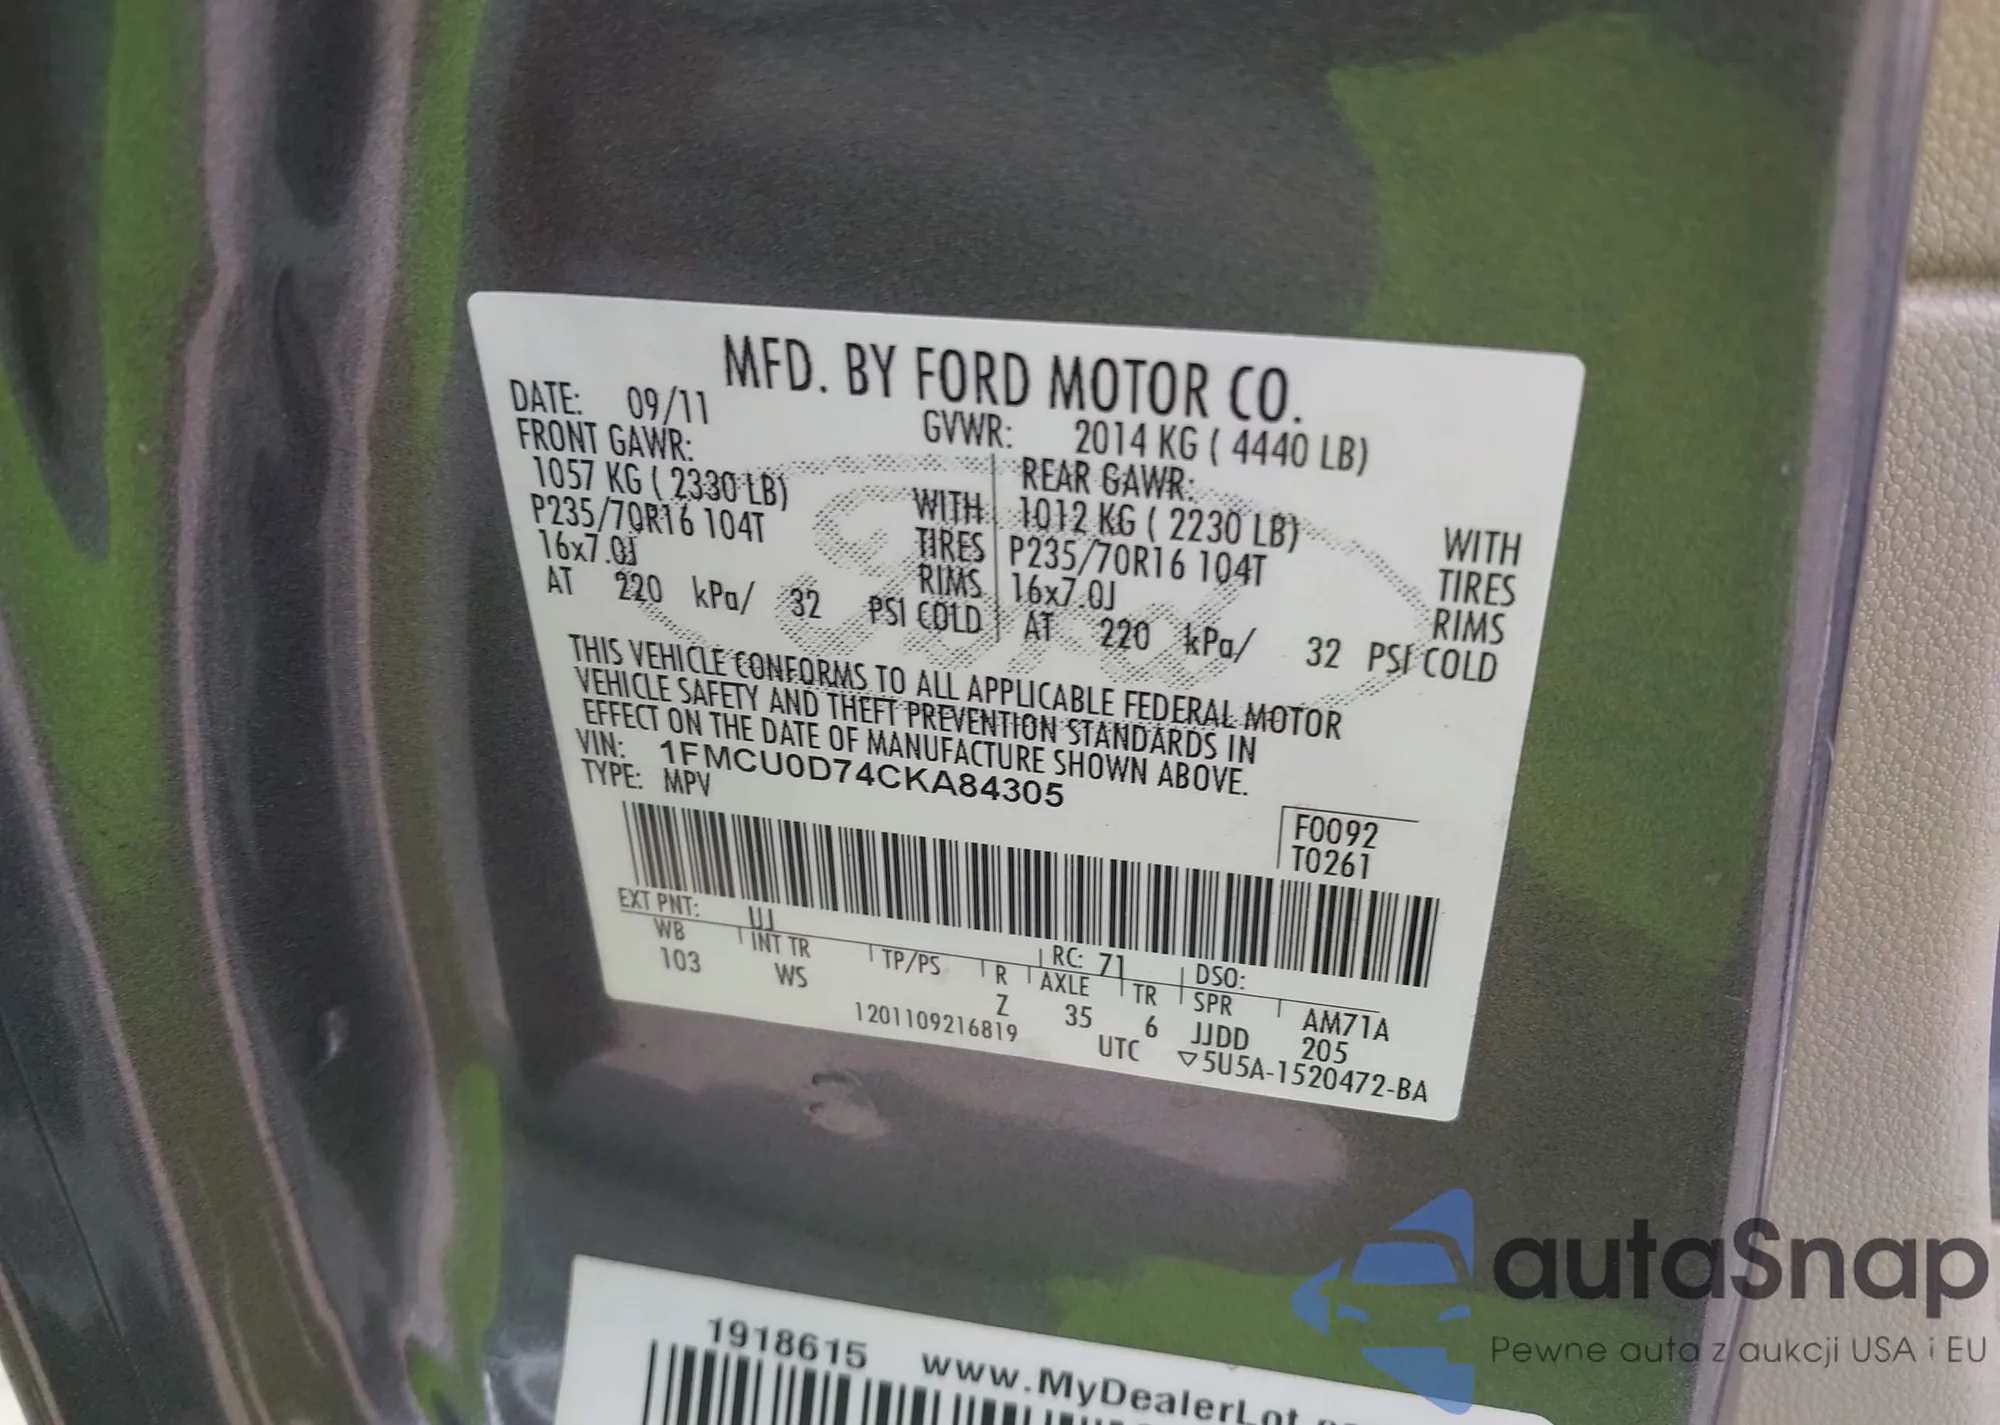 MFD. BY FORD MOTOR CO.
DATE: 09/11 GVWR: 2014 KG ( 4440 LB)
FRONT GAWR: REAR GAWR:
1057 KG ( 2330 LB) WITH 1012 KG ( 2230 LB) WITH
P235/70R16 104T TIRES P235/70R16 104T TIRES
16x7.0J RIMS 16x7.0J RIMS
AT 220 kPa/ 32 PSI COLD AT 220 kPa/ 32 PSI COLD
Ford
THIS VEHICLE CONFORMS TO ALL APPLICABLE FEDERAL MOTOR
VEHICLE SAFETY AND THEFT PREVENTION STANDARDS IN
EFFECT ON THE DATE OF MANUFACTURE SHOWN ABOVE.
VIN: 1FMCU0D74CKA84305
TYPE: MPV
F0092
T0261
EXT PNT: UJ RC: 71 DSO:
WB INT TR TP/PS R AXLE TR SPR AM71A
103 WS Z 35 6 JJDD 205
1201109216819 UTC ▽5U5A-1520472-BA
1918615 www.MyDealerLot.
autaSnap
Pewne auta z aukcji USA i EU